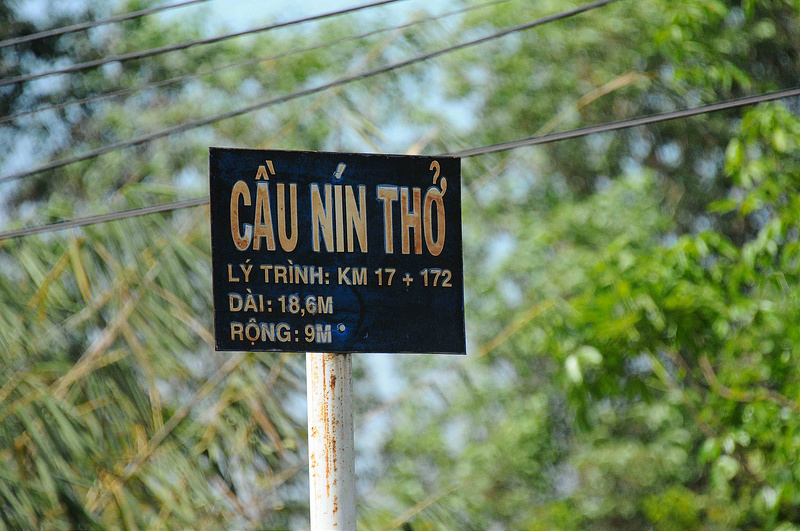 CẦU NÍN THỞ
LÝ TRÌNH: KM 17 + 172
DÀI: 18,6M
RỘNG: 9M